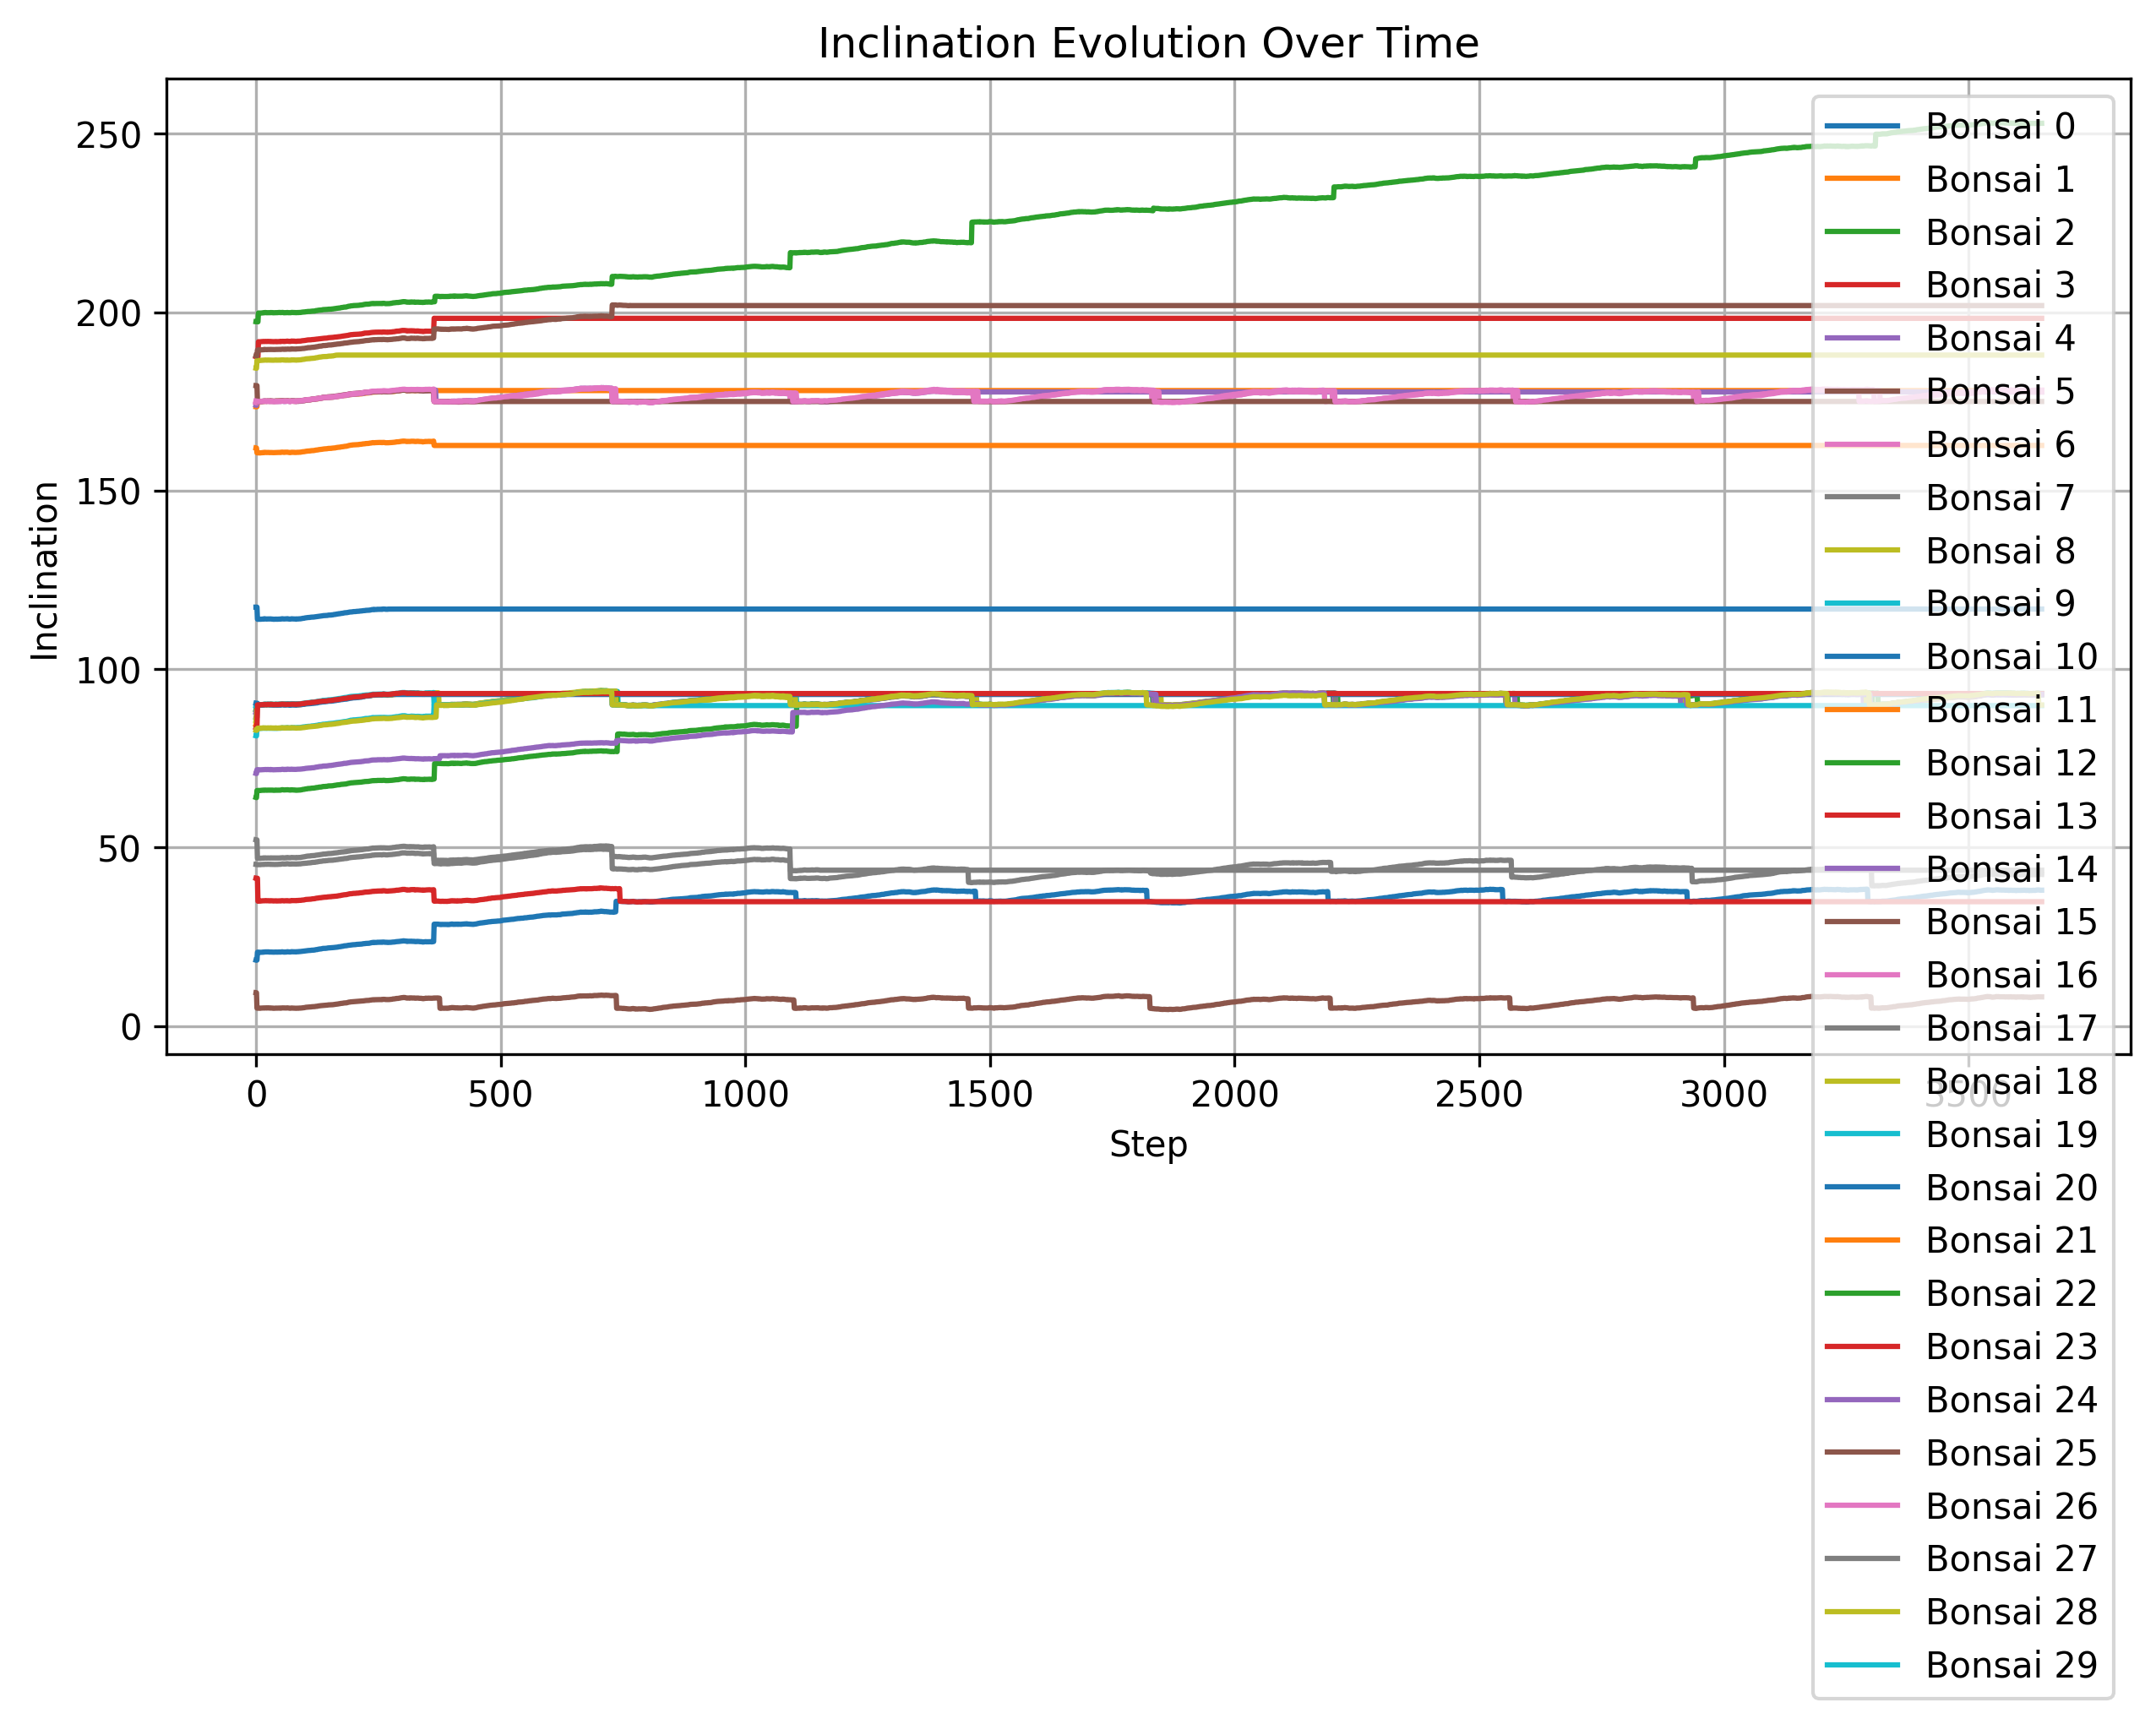 Inclination Evolution Over Time
Inclination
250
200
150
100
50
0
0 500 1000 1500 2000 2500 3000 3500
Step
Bonsai 0
Bonsai 1
Bonsai 2
Bonsai 3
Bonsai 4
Bonsai 5
Bonsai 6
Bonsai 7
Bonsai 8
Bonsai 9
Bonsai 10
Bonsai 11
Bonsai 12
Bonsai 13
Bonsai 14
Bonsai 15
Bonsai 16
Bonsai 17
Bonsai 18
Bonsai 19
Bonsai 20
Bonsai 21
Bonsai 22
Bonsai 23
Bonsai 24
Bonsai 25
Bonsai 26
Bonsai 27
Bonsai 28
Bonsai 29